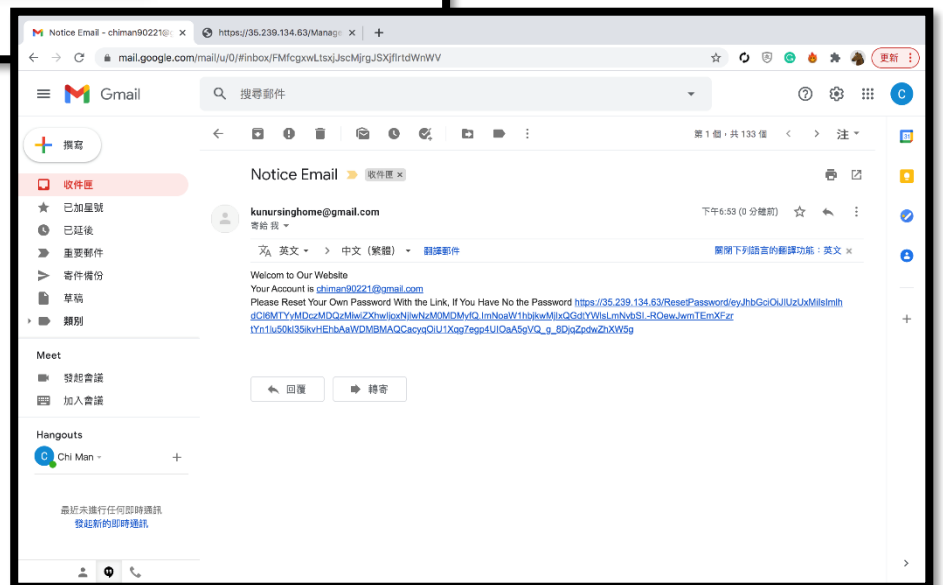 Notice Email - chiman90221@g
https://35.239.134.63/Manage
mail.google.com/mail/u/0/#inbox/FMfcgxwLtsxjJscMjrgJSXjflrtdWnWV
更新
Gmail
搜尋郵件
C
撰寫
第 1 個，共 133 個
注
31
收件匣
已加星號
已延後
重要郵件
寄件備份
草稿
類別
Notice Email
收件匣 ×
kunursinghome@gmail.com
下午6:53 (0 分鐘前)
寄給 我
英文 > 中文（繁體） 翻譯郵件
關閉下列語言的翻譯功能：英文 ×
Welcom to Our Website
Your Account is chiman90221@gmail.com
Please Reset Your Own Password With the Link, If You Have No the Password https://35.239.134.63/ResetPassword/
回覆
轉寄
Meet
發起會議
加入會議
Hangouts
C
Chi Man
最近未進行任何即時通訊
發起新的即時通訊